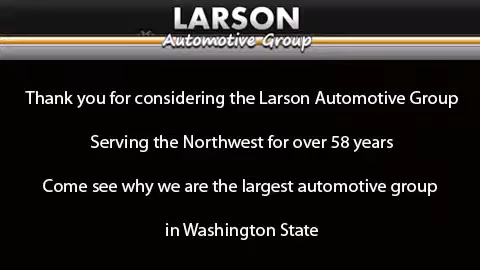 LARSON
Automotive Group
Thank you for considering the Larson Automotive Group
Serving the Northwest for over 58 years
Come see why we are the largest automotive group
in Washington State